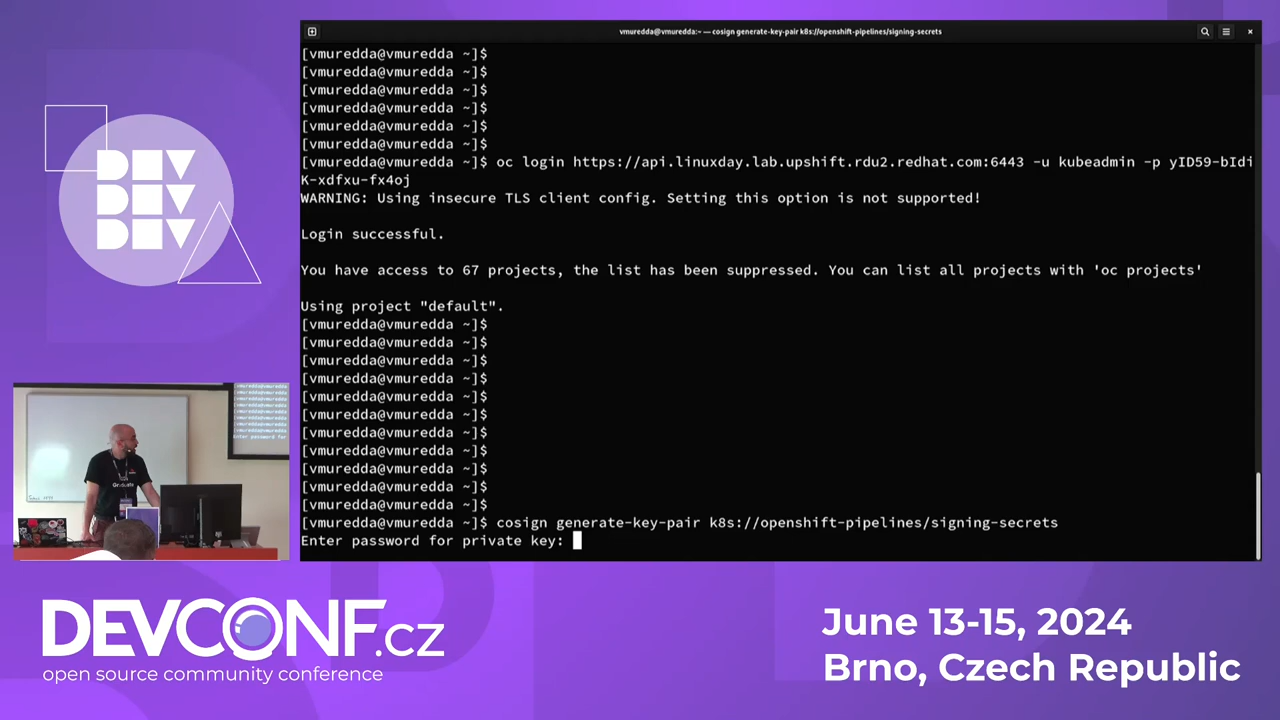 vmuredda@vmuredda:~ — cosign generate-key-pair k8s://openshift-pipelines/signing-secrets
[vmuredda@vmuredda ~]$
[vmuredda@vmuredda ~]$
[vmuredda@vmuredda ~]$
[vmuredda@vmuredda ~]$
[vmuredda@vmuredda ~]$
[vmuredda@vmuredda ~]$
[vmuredda@vmuredda ~]$ oc login https://api.linuxday.lab.upshift.rdu2.redhat.com:6443 -u kubeadmin -p yID59-bIdi
K-xdfxu-fx4oj
WARNING: Using insecure TLS client config. Setting this option is not supported!
Login successful.
You have access to 67 projects, the list has been suppressed. You can list all projects with 'oc projects'
Using project "default".
[vmuredda@vmuredda ~]$
[vmuredda@vmuredda ~]$
[vmuredda@vmuredda ~]$
[vmuredda@vmuredda ~]$
[vmuredda@vmuredda ~]$
[vmuredda@vmuredda ~]$
[vmuredda@vmuredda ~]$
[vmuredda@vmuredda ~]$
[vmuredda@vmuredda ~]$
[vmuredda@vmuredda ~]$
[vmuredda@vmuredda ~]$
[vmuredda@vmuredda ~]$ cosign generate-key-pair k8s://openshift-pipelines/signing-secrets
Enter password for private key:
DEV
DEV
DEV
DEVCONF.cz
open source community conference
June 13-15, 2024
Brno, Czech Republic